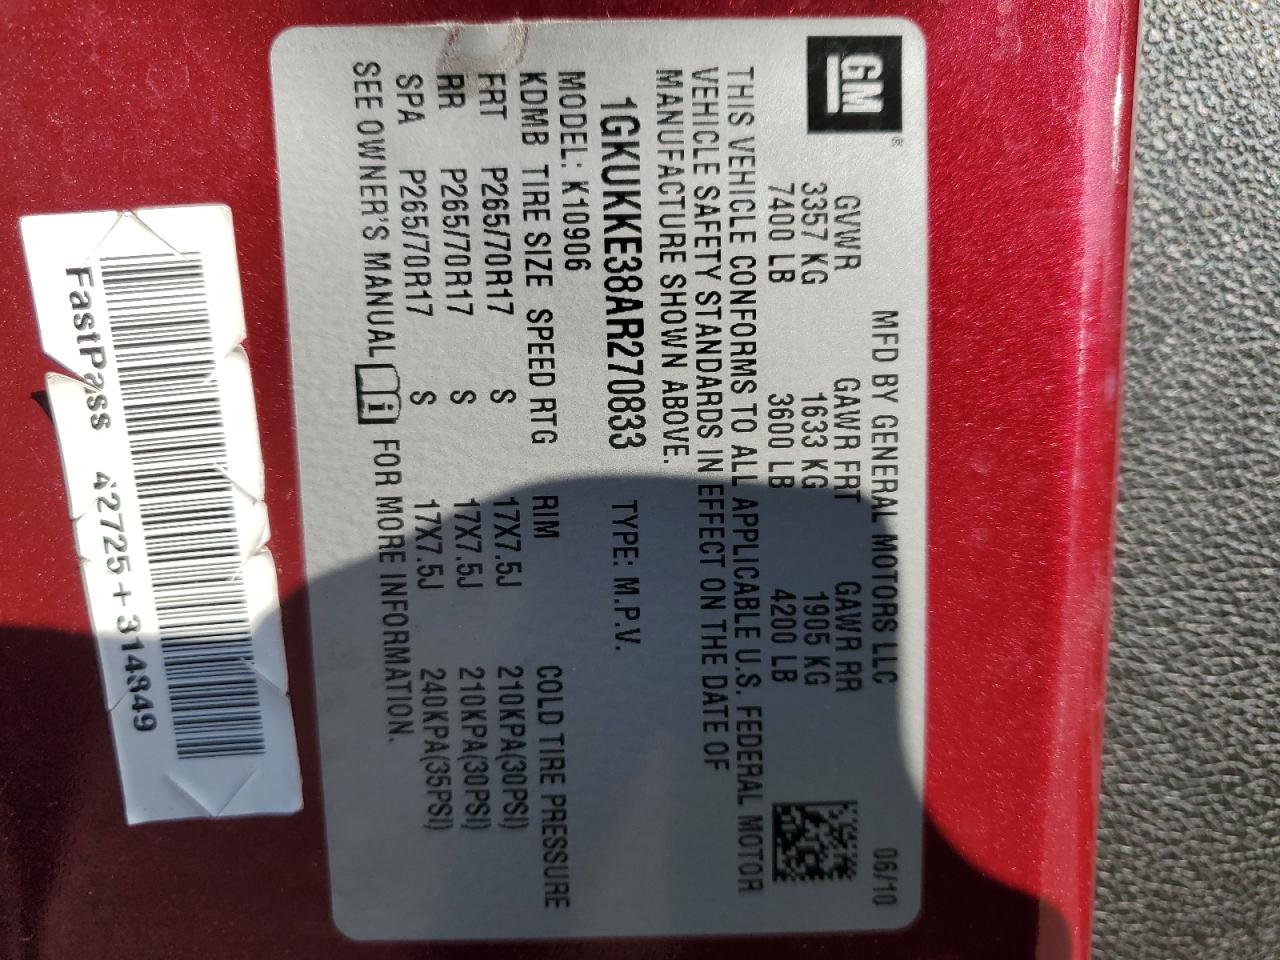 GM®
MFD BY GENERAL MOTORS LLC 06/10
GVWR GAWR FRT GAWR RR
3357 KG 1633 KG 1905 KG
7400 LB 3600 LB 4200 LB
THIS VEHICLE CONFORMS TO ALL APPLICABLE U.S. FEDERAL MOTOR
VEHICLE SAFETY STANDARDS IN EFFECT ON THE DATE OF
MANUFACTURE SHOWN ABOVE.
1GKUKKE38AR270833 TYPE: M.P.V.
MODEL: K10906
KDMB TIRE SIZE SPEED RTG RIM COLD TIRE PRESSURE
FRT P265/70R17 S 17X7.5J 210KPA(30PSI)
RR P265/70R17 S 17X7.5J 210KPA(30PSI)
SPA P265/70R17 S 17X7.5J 240KPA(35PSI)
SEE OWNER'S MANUAL i FOR MORE INFORMATION.
FastPass 42725+314849